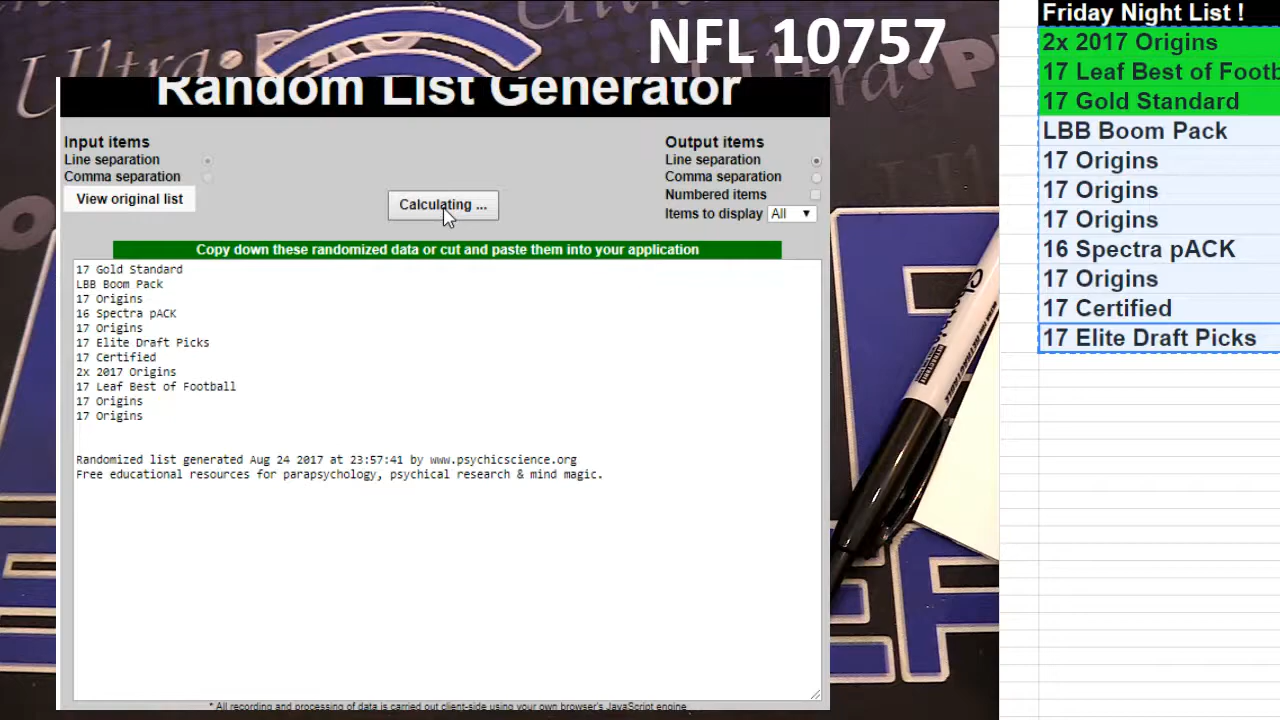 NFL 10757
Random List Generator
Input items
Line separation
Comma separation
View original list
Calculating ...
Output items
Line separation
Comma separation
Numbered items
Items to display All
Copy down these randomized data or cut and paste them into your application
17 Gold Standard
LBB Boom Pack
17 Origins
16 Spectra pACK
17 Origins
17 Elite Draft Picks
17 Certified
2x 2017 Origins
17 Leaf Best of Football
17 Origins
17 Origins
Randomized list generated Aug 24 2017 at 23:57:41 by www.psychicscience.org
Free educational resources for parapsychology, psychical research & mind magic.
* All recording and processing of data is carried out client-side using your own browser's JavaScript engine
Friday Night List !
2x 2017 Origins
17 Leaf Best of Footb
17 Gold Standard
LBB Boom Pack
17 Origins
17 Origins
17 Origins
16 Spectra pACK
17 Origins
17 Certified
17 Elite Draft Picks
Ultra PRO